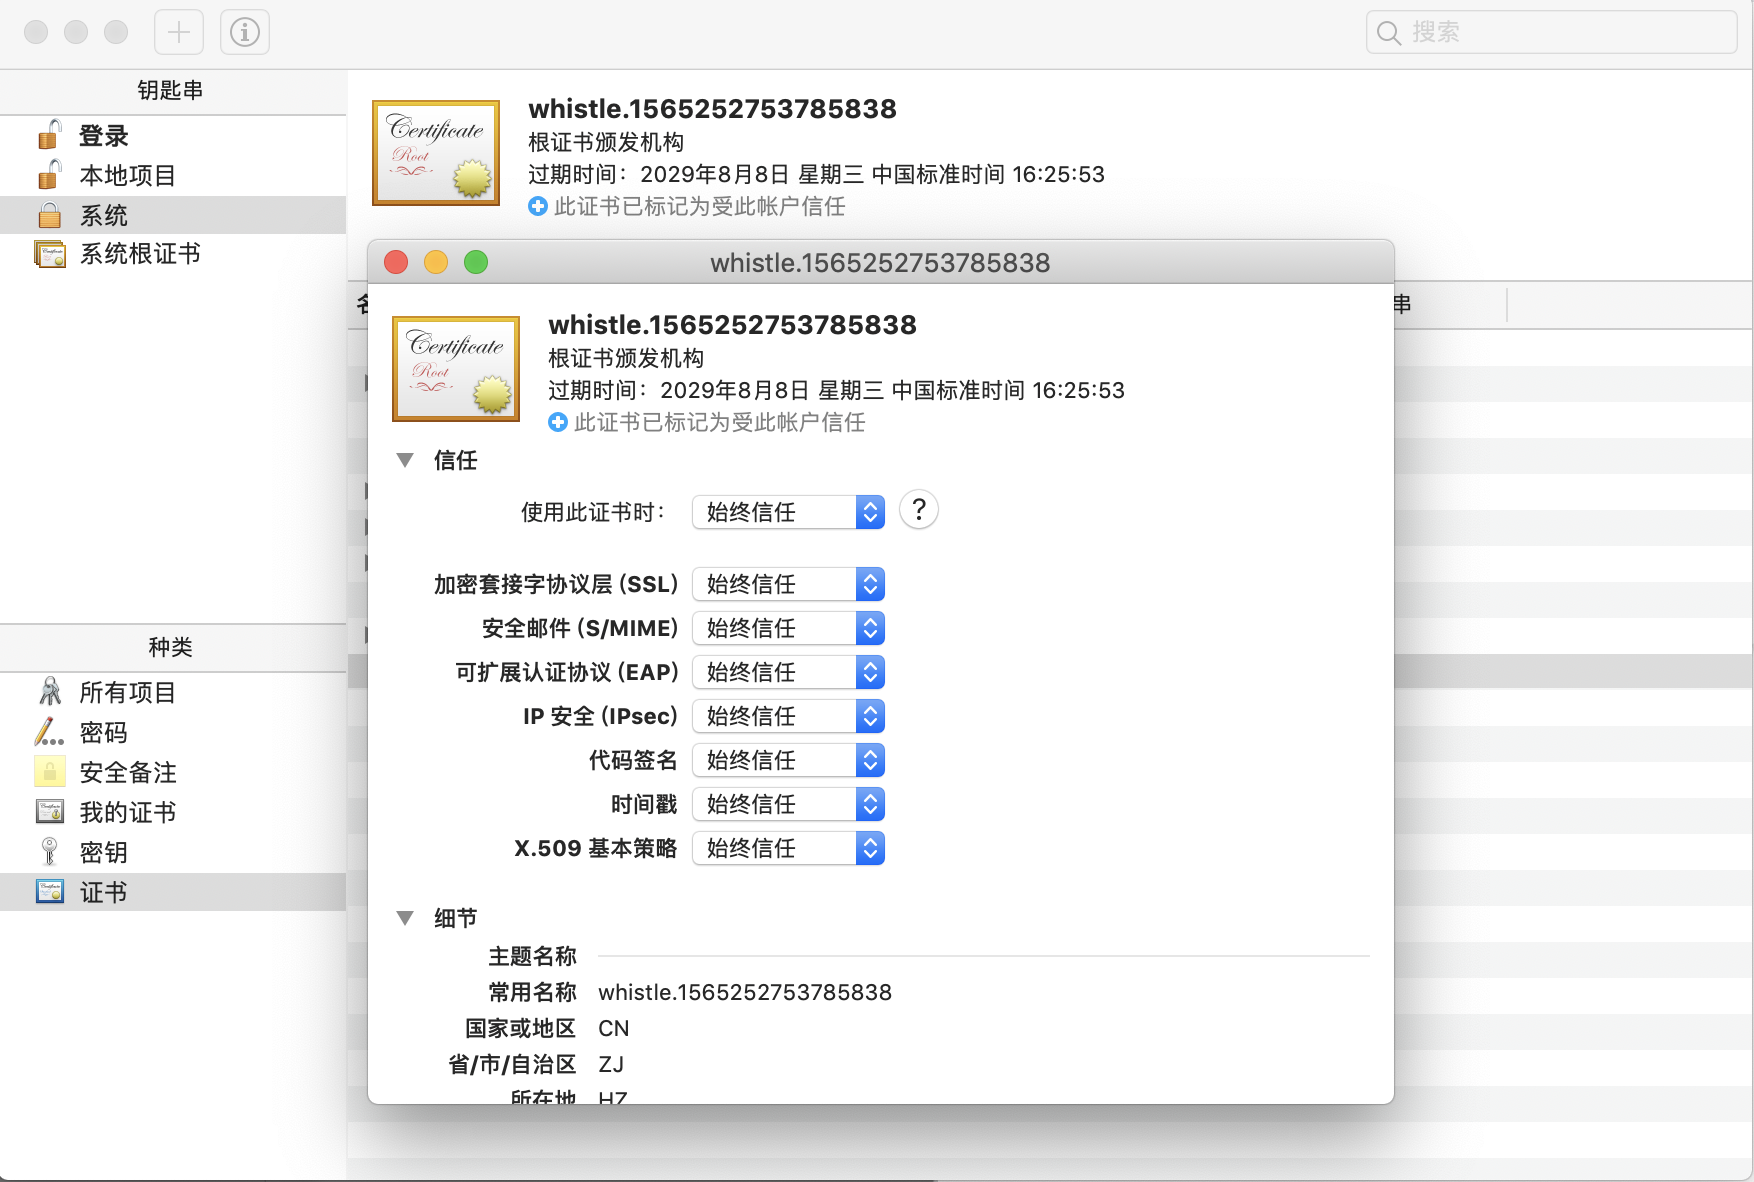 搜索
钥匙串
登录
本地项目
系统
系统根证书
种类
所有项目
密码
安全备注
我的证书
密钥
证书
Certificate
Root
whistle.1565252753785838
根证书颁发机构
过期时间：2029年8月8日 星期三 中国标准时间 16:25:53
此证书已标记为受此帐户信任
串
whistle.1565252753785838
Certificate
Root
whistle.1565252753785838
根证书颁发机构
过期时间：2029年8月8日 星期三 中国标准时间 16:25:53
此证书已标记为受此帐户信任
信任
使用此证书时： 始终信任 ?
加密套接字协议层 (SSL) 始终信任
安全邮件 (S/MIME) 始终信任
可扩展认证协议 (EAP) 始终信任
IP 安全 (IPsec) 始终信任
代码签名 始终信任
时间戳 始终信任
X.509 基本策略 始终信任
细节
主题名称
常用名称 whistle.1565252753785838
国家或地区 CN
省/市/自治区 ZJ
所在地 HZ